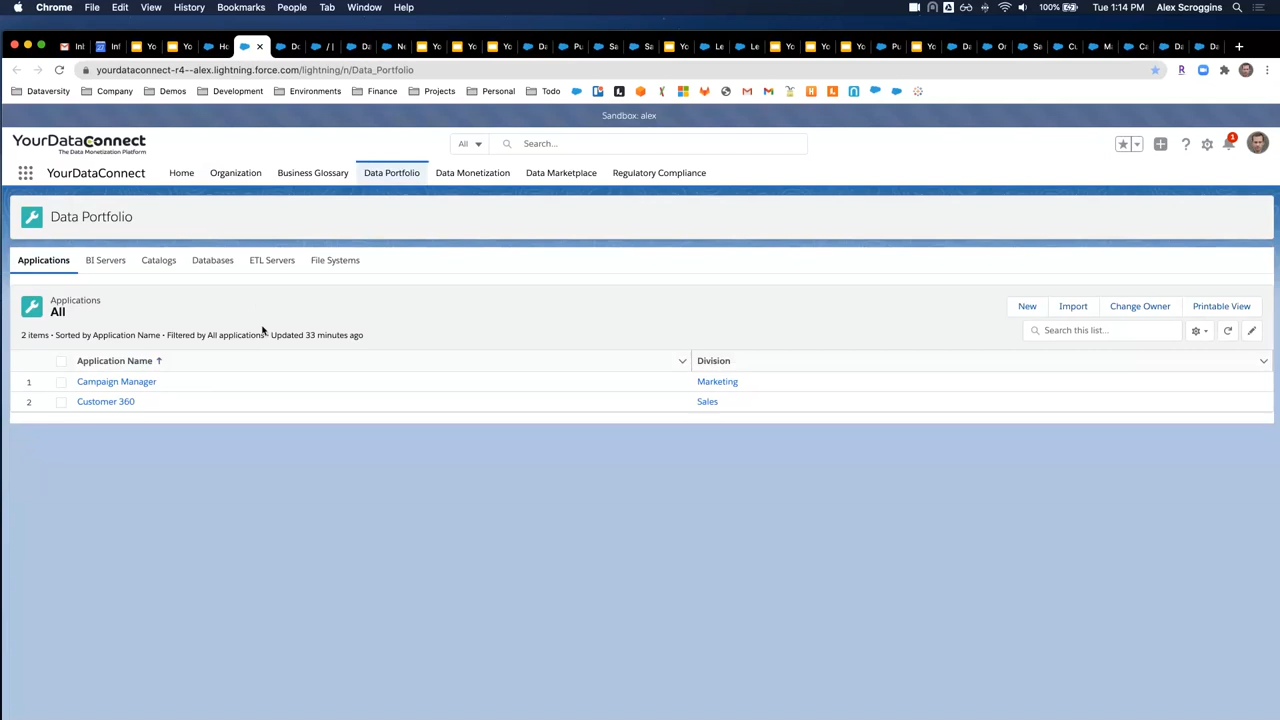 Chrome File Edit View History Bookmarks People Tab Window Help 100% Tue 1:14 PM Alex Scroggins
yourdataconnect-r4--alex.lightning.force.com/lightning/n/Data_Portfolio
Dataversity Company Demos Development Environments Finance Projects Personal Todo
Sandbox: alex
YourDataConnect
The Data Monetization Platform
All Search... 1
YourDataConnect Home Organization Business Glossary Data Portfolio Data Monetization Data Marketplace Regulatory Compliance
Data Portfolio
Applications BI Servers Catalogs Databases ETL Servers File Systems
Applications
All
New Import Change Owner Printable View
2 items • Sorted by Application Name • Filtered by All applications • Updated 33 minutes ago
Search this list...
Application Name Division
1 Campaign Manager Marketing
2 Customer 360 Sales